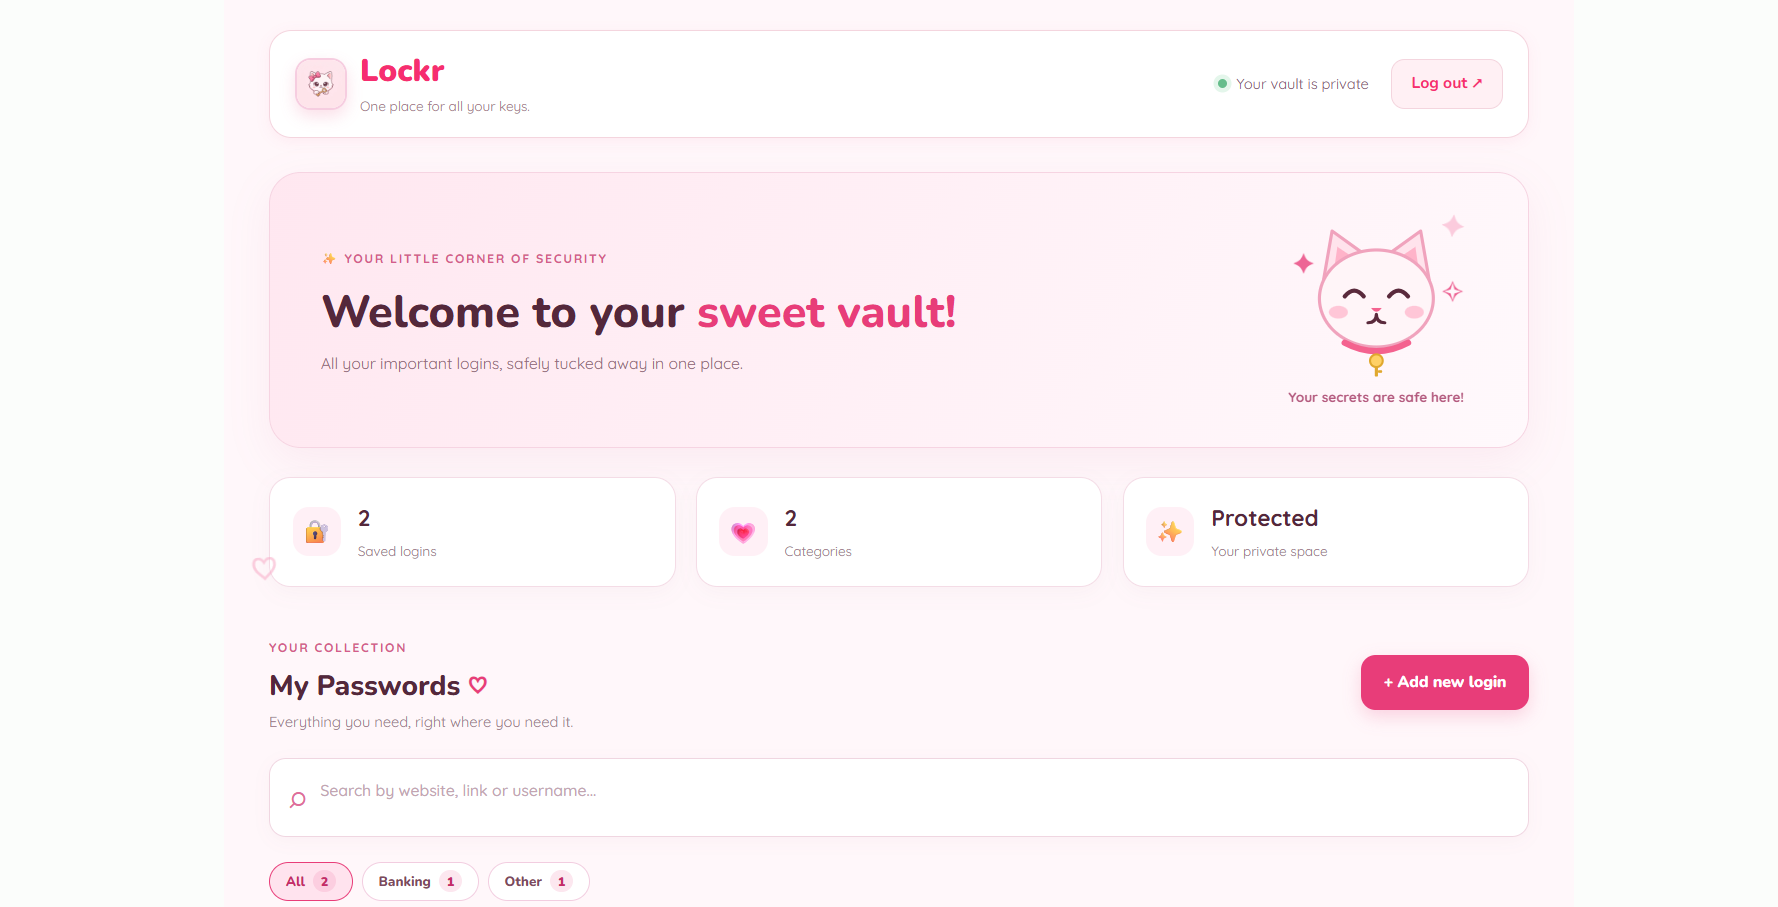 Lockr
One place for all your keys.
Your vault is private
Log out ↗
✨ YOUR LITTLE CORNER OF SECURITY
Welcome to your sweet vault!
All your important logins, safely tucked away in one place.
Your secrets are safe here!
2
Saved logins
2
Categories
Protected
Your private space
YOUR COLLECTION
My Passwords ♡
Everything you need, right where you need it.
+ Add new login
Search by website, link or username...
All 2
Banking 1
Other 1